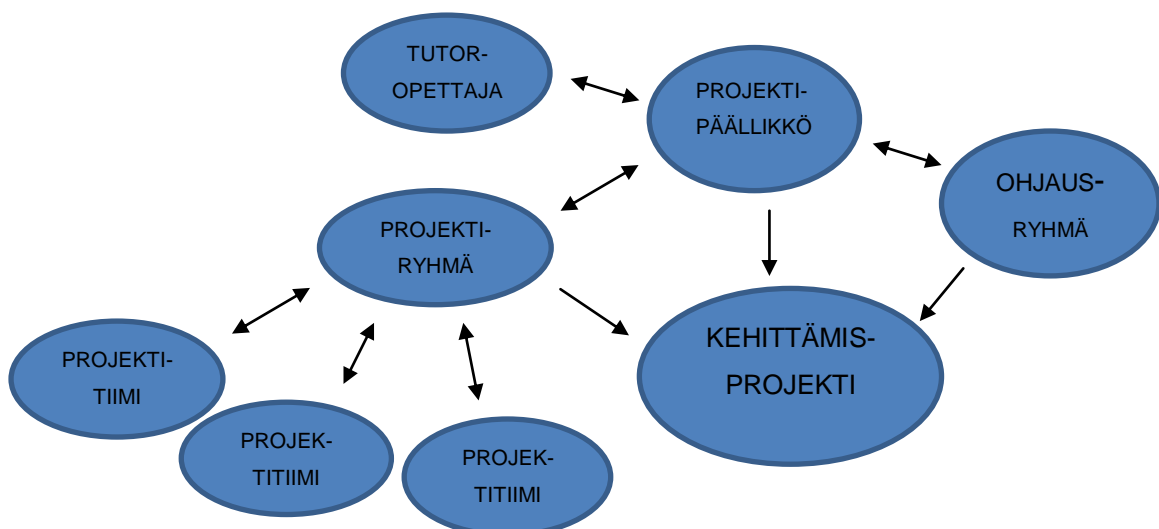 TUTOR-
OPETTAJA
PROJEKTI-
PÄÄLLIKKÖ
OHJAUS-
RYHMÄ
PROJEKTI-
RYHMÄ
KEHITTÄMIS-
PROJEKTI
PROJEKTI-
TIIMI
PROJEK-
TITIIMI
PROJEK-
TITIIMI